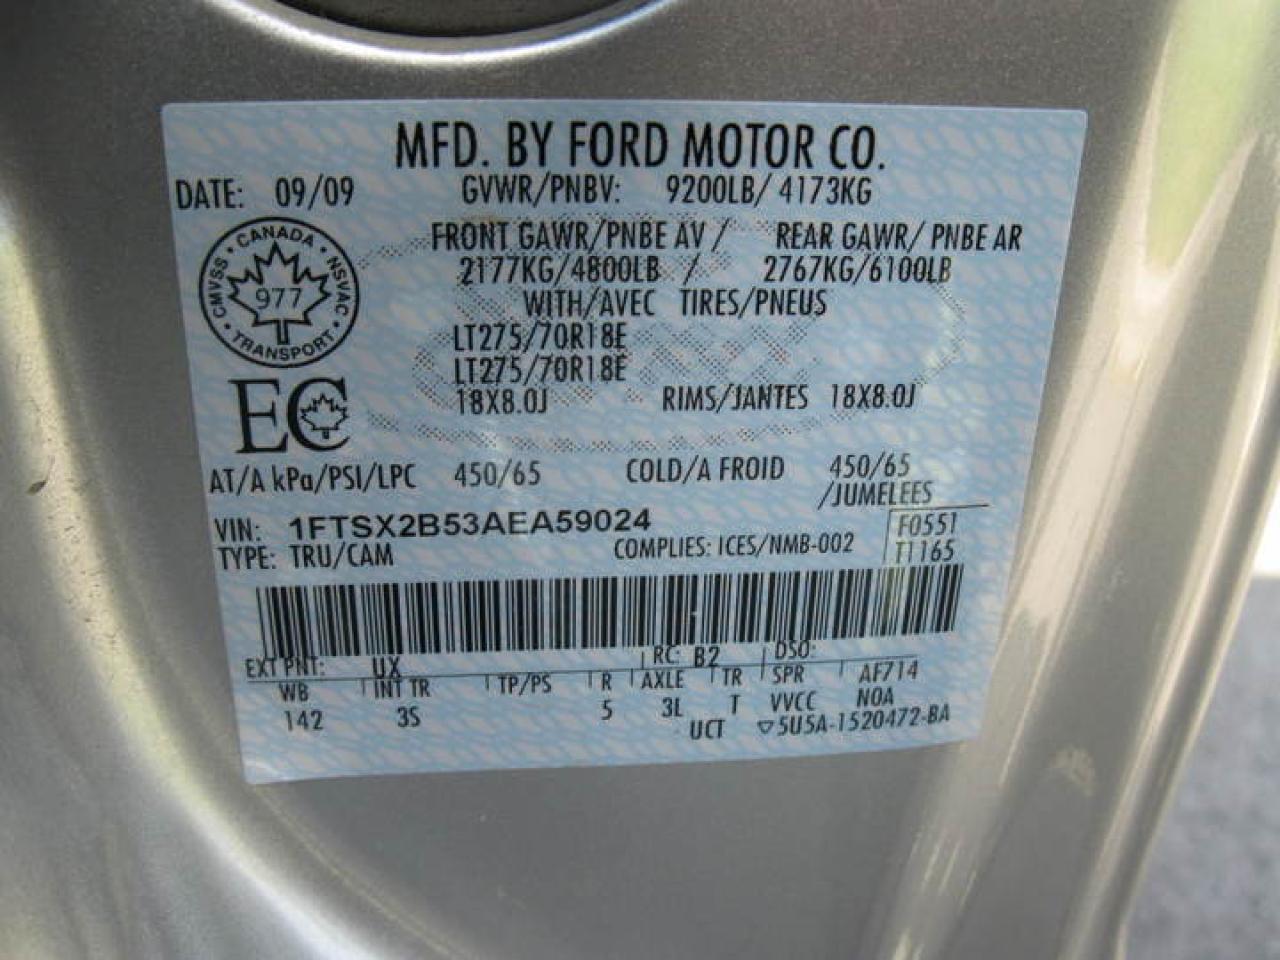 MFD. BY FORD MOTOR CO.
DATE: 09/09 GVWR/PNBV: 9200LB/ 4173KG
FRONT GAWR/PNBE AV / REAR GAWR/ PNBE AR
2177KG/4800LB / 2767KG/6100LB
WITH/AVEC TIRES/PNEUS
CANADA
CMVSS • NSVAC
977
TRANSPORT
LT275/70R18E
LT275/70R18E
18X8.0J RIMS/JANTES 18X8.0J
EC
AT/A kPa/PSI/LPC 450/65 COLD/A FROID 450/65
/JUMELEES
VIN: 1FTSX2B53AEA59024 F0551
TYPE: TRU/CAM COMPLIES: ICES/NMB-002 T1165
EXT PNT: UX RC: B2 DSO:
WB INT TR TP/PS R AXLE TR SPR AF714
142 3S 5 3L T VVCC NOA
UCT ▽5U5A-1520472-BA